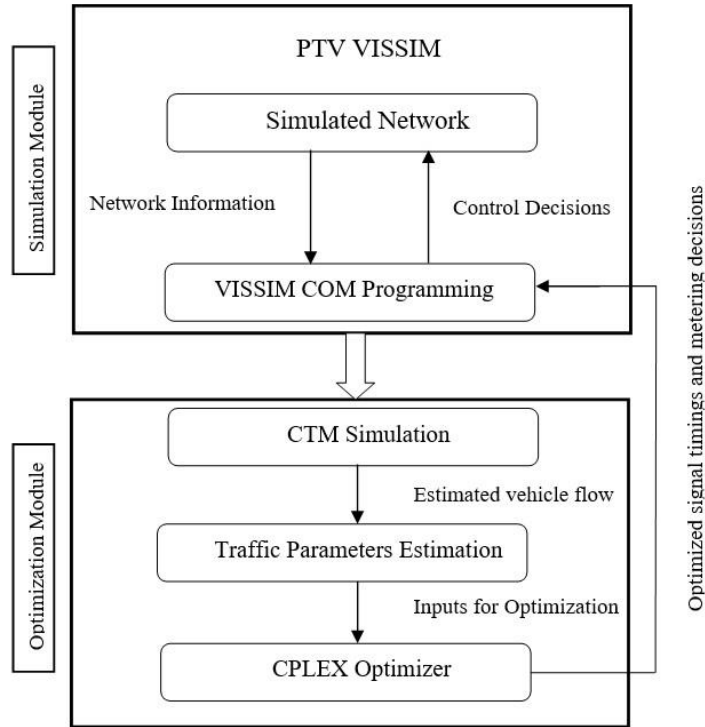 PTV VISSIM
Simulation Module
Simulated Network
Network Information
Control Decisions
VISSIM COM Programming
Optimized signal timings and metering decisions
Optimization Module
CTM Simulation
Estimated vehicle flow
Traffic Parameters Estimation
Inputs for Optimization
CPLEX Optimizer